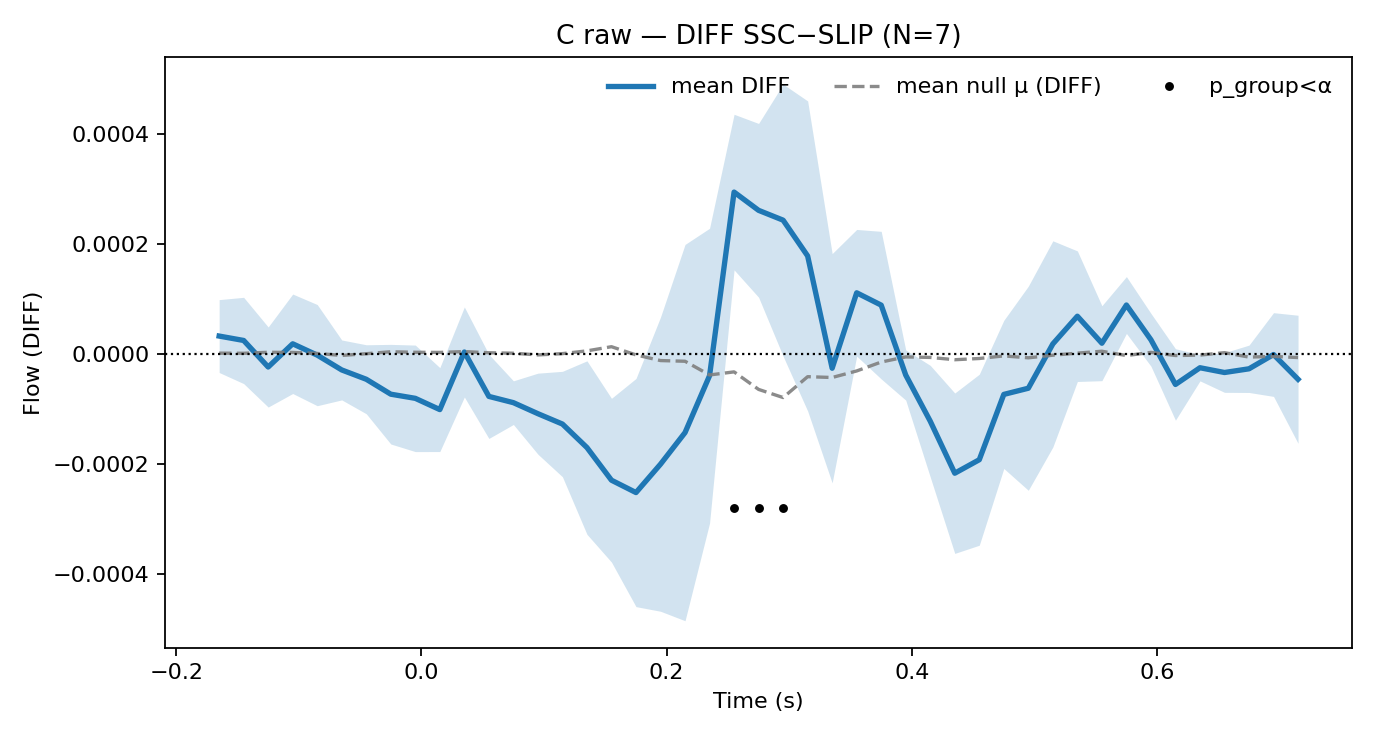 C raw — DIFF SSC−SLIP (N=7)
mean DIFF
mean null μ (DIFF)
p_group<α
Flow (DIFF)
0.0004
0.0002
0.0000
−0.0002
−0.0004
−0.2
0.0
0.2
0.4
0.6
Time (s)